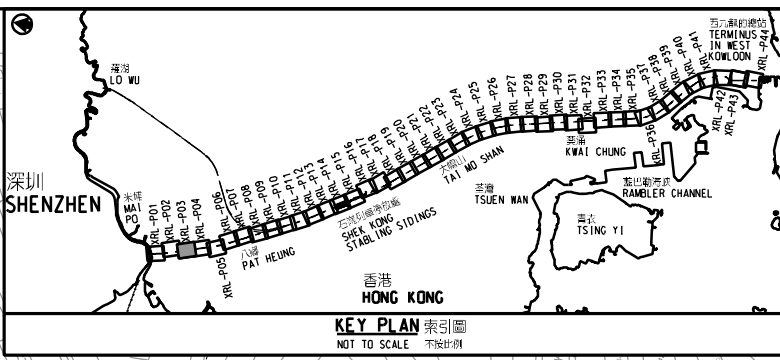 西九龍的總站
TERMINUS
IN WEST
KOWLOON
羅湖
LO WU
深圳
SHENZHEN
米埔
MAI
PO
XRL-P01
XRL-P02
XRL-P03
XRL-P04
XRL-P05
XRL-P06
XRL-P07
XRL-P08
XRL-P09
XRL-P10
XRL-P11
XRL-P12
XRL-P13
XRL-P14
XRL-P15
XRL-P16
XRL-P17
XRL-P18
XRL-P19
XRL-P20
XRL-P21
XRL-P22
XRL-P23
XRL-P24
XRL-P25
XRL-P26
XRL-P27
XRL-P28
XRL-P29
XRL-P30
XRL-P31
XRL-P32
XRL-P33
XRL-P34
XRL-P35
XRL-P36
XRL-P37
XRL-P38
XRL-P39
XRL-P40
XRL-P41
XRL-P42
XRL-P43
XRL-P44
八鄉
PAT HEUNG
石崗列車停放處
SHEK KONG
STABLING SIDINGS
大帽山
TAI MO SHAN
葵涌
KWAI CHUNG
荃灣
TSUEN WAN
藍巴勒海峽
RAMBLER CHANNEL
青衣
TSING YI
香港
HONG KONG
KEY PLAN 索引圖
NOT TO SCALE 不按比例